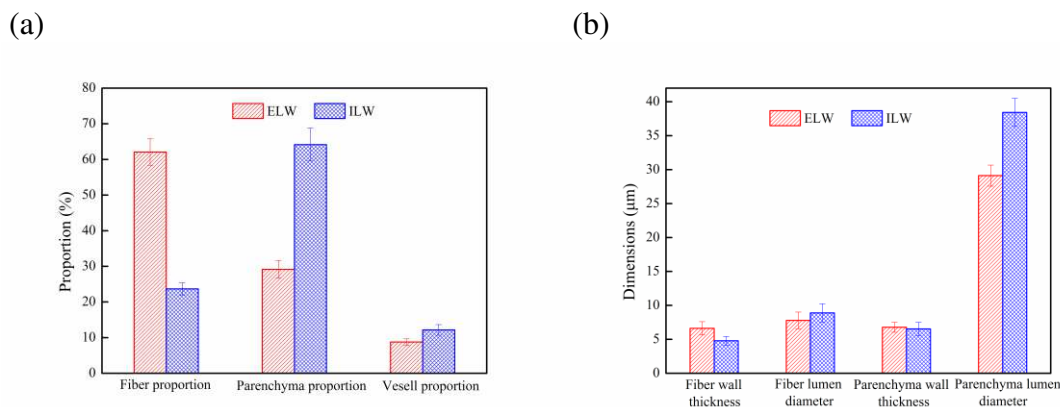 (a)
(b)
80
70
60
50
40
30
20
10
0
Proportion (%)
ELW
ILW
Fiber proportion
Parenchyma proportion
Vesell proportion
40
35
30
25
20
15
10
5
0
Dimensions (μm)
ELW
ILW
Fiber wall
thickness
Fiber lumen
diameter
Parenchyma wall
thickness
Parenchyma lumen
diameter